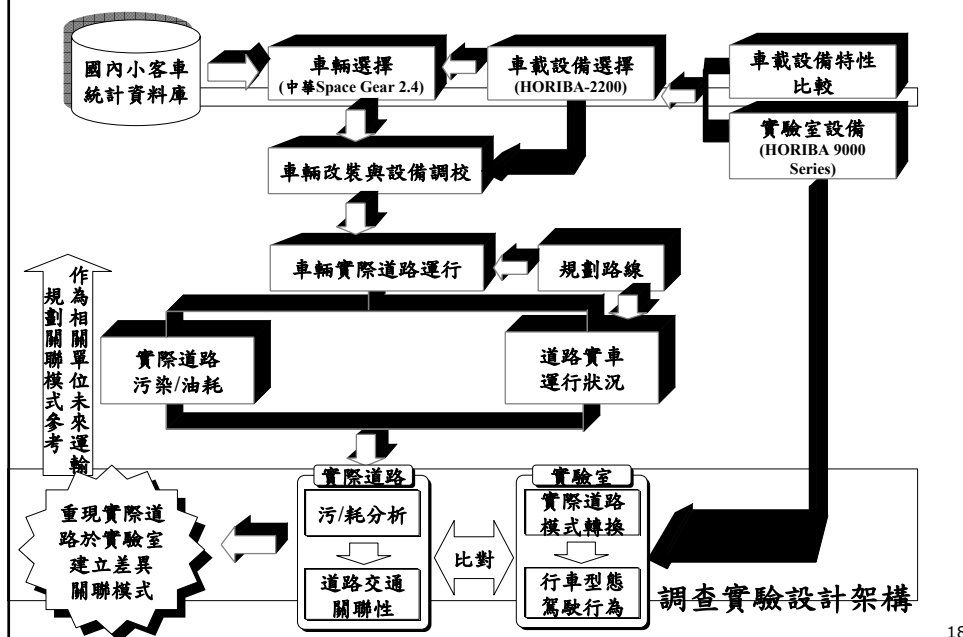 國內小客車
統計資料庫
車輛選擇
(中華Space Gear 2.4)
車載設備選擇
(HORIBA-2200)
車載設備特性
比較
實驗室設備
(HORIBA 9000
Series)
車輛改裝與設備調校
車輛實際道路運行
規劃路線
實際道路
污染/油耗
道路實車
運行狀況
作為相關單位未來運輸
規劃關聯模式參考
實際道路
污/耗分析
道路交通
關聯性
比對
實驗室
實際道路
模式轉換
行車型態
駕駛行為
重現實際道
路於實驗室
建立差異
關聯模式
調查實驗設計架構
18